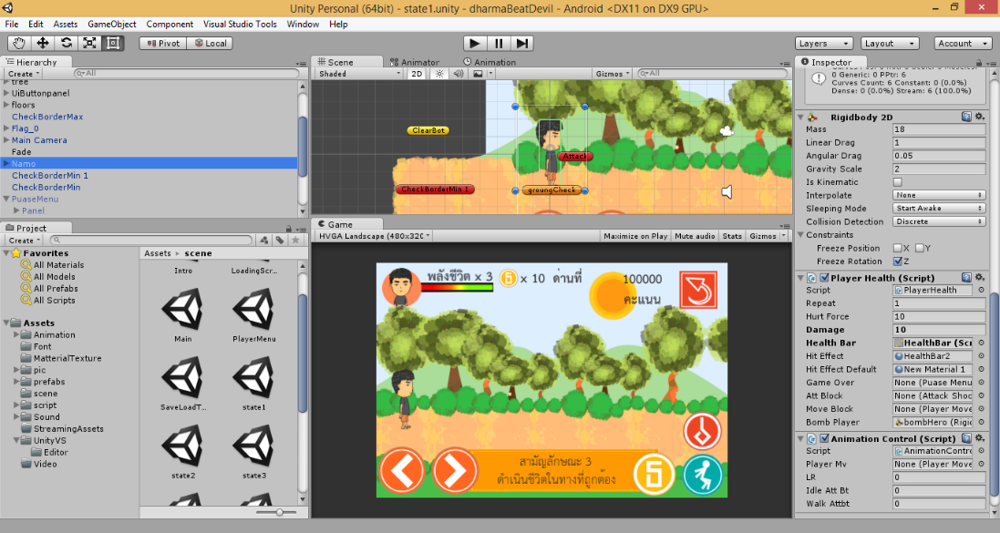 Unity Personal (64bit) - state1.unity - dharmaBeatDevil - Android <DX11 on DX9 GPU>
File Edit Assets GameObject Component Visual Studio Tools Window Help
Pivot Local Layers Layout Account
Hierarchy
Create All
tree
UiButtonpanel
floors
CheckBorderMax
Flag_0
Main Camera
Fade
Namo
CheckBorderMin 1
CheckBorderMin
PuaseMenu
Panel
Project
Create
Favorites
All Materials
All Models
All Prefabs
All Scripts
Assets
Animation
Font
MatterialTexture
pic
prefabs
scene
script
Sound
StreamingAssets
UnityVS
Editor
Video
Assets scene
Intro LoadingScr...
Main PlayerMenu
SaveLoadT... state1
state2 state3
Scene Animator Animation
Shaded 2D Gizmos All
ClearBot
Attack
CheckBorderMin 1
groungCheck
Game
HVGA Landscape (480x320 Maximize on Play Mute audio Stats Gizmos
พลังชีวิต x 3 5 x 10 ด่านที่ 100000
คะแนน
สามัญลักษณะ 3
ดำเนินชีวิตในทางที่ถูกต้อง
5
Inspector
0 Generic: 0 PPtr: 6
Curves Count: 6 Constant: 0 (0.0%)
Dense: 0 (0.0%) Stream: 6 (100.0%)
Rigidbody 2D
Mass 18
Linear Drag 1
Angular Drag 0.05
Gravity Scale 2
Is Kinematic
Interpolate None
Sleeping Mode Start Awake
Collision Detection Discrete
Constraints
Freeze Position X Y
Freeze Rotation Z
Player Health (Script)
Script PlayerHealth
Repeat 1
Hurt Force 10
Damage 10
Health Bar HealthBar (Scr
Hit Effect HealthBar2
Hit Effect Default New Material 1
Game Over None (Puase Menu
Att Block None (Attack Shoo
Move Block None (Player Move
Bomb Player bombHero (Rigid
Animation Control (Script)
Script AnimationContro
Player Mv None (Player Move
LR 0
Idle Att Bt 0
Walk Attbt 0